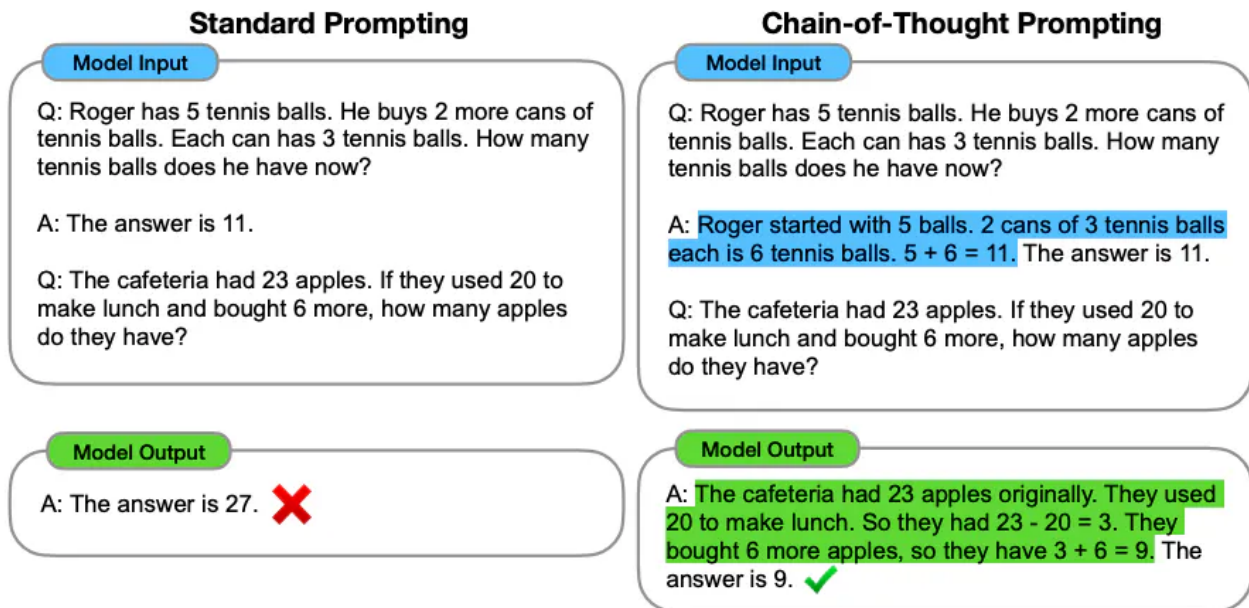 Standard Prompting
Model Input
Q: Roger has 5 tennis balls. He buys 2 more cans of
tennis balls. Each can has 3 tennis balls. How many
tennis balls does he have now?
A: The answer is 11.
Q: The cafeteria had 23 apples. If they used 20 to
make lunch and bought 6 more, how many apples
do they have?
Model Output
A: The answer is 27.
Chain-of-Thought Prompting
Model Input
Q: Roger has 5 tennis balls. He buys 2 more cans of
tennis balls. Each can has 3 tennis balls. How many
tennis balls does he have now?
A: Roger started with 5 balls. 2 cans of 3 tennis balls
each is 6 tennis balls. 5 + 6 = 11. The answer is 11.
Q: The cafeteria had 23 apples. If they used 20 to
make lunch and bought 6 more, how many apples
do they have?
Model Output
A: The cafeteria had 23 apples originally. They used
20 to make lunch. So they had 23 - 20 = 3. They
bought 6 more apples, so they have 3 + 6 = 9. The
answer is 9.